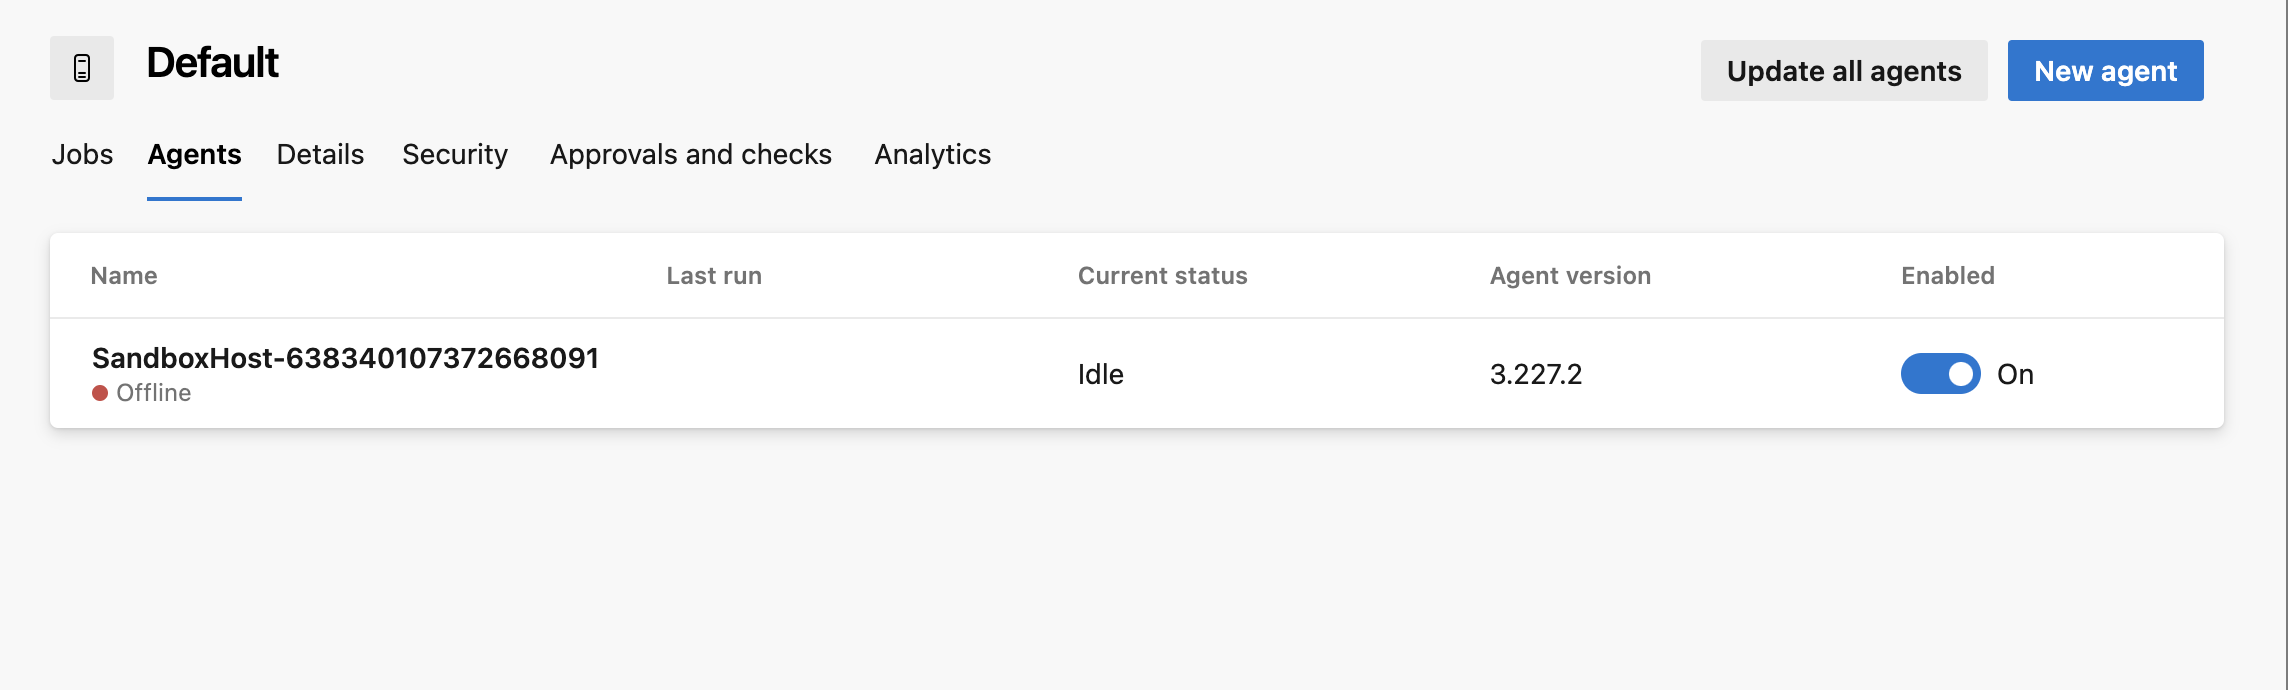 Default
Update all agents
New agent
Jobs Agents Details Security Approvals and checks Analytics
Name Last run Current status Agent version Enabled
SandboxHost-638340107372668091
Offline
Idle
3.227.2
On